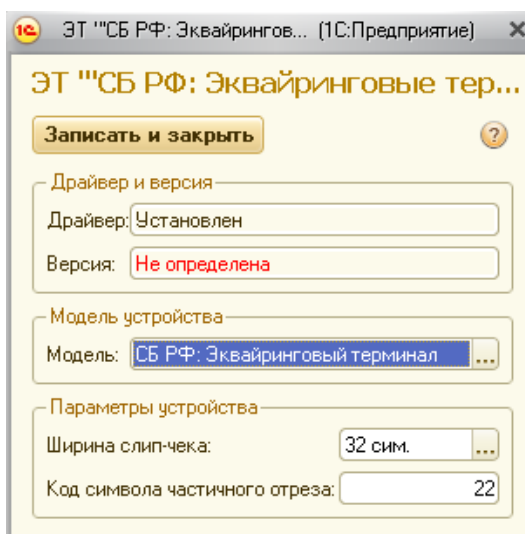 1С ЭТ '"СБ РФ: Эквайрингов... (1С:Предприятие)
ЭТ '"СБ РФ: Эквайринговые тер...
Записать и закрыть ?
Драйвер и версия
Драйвер: Установлен
Версия: Не определена
Модель устройства
Модель: СБ РФ: Эквайринговый терминал ...
Параметры устройства
Ширина слип-чека: 32 сим. ...
Код символа частичного отреза: 22